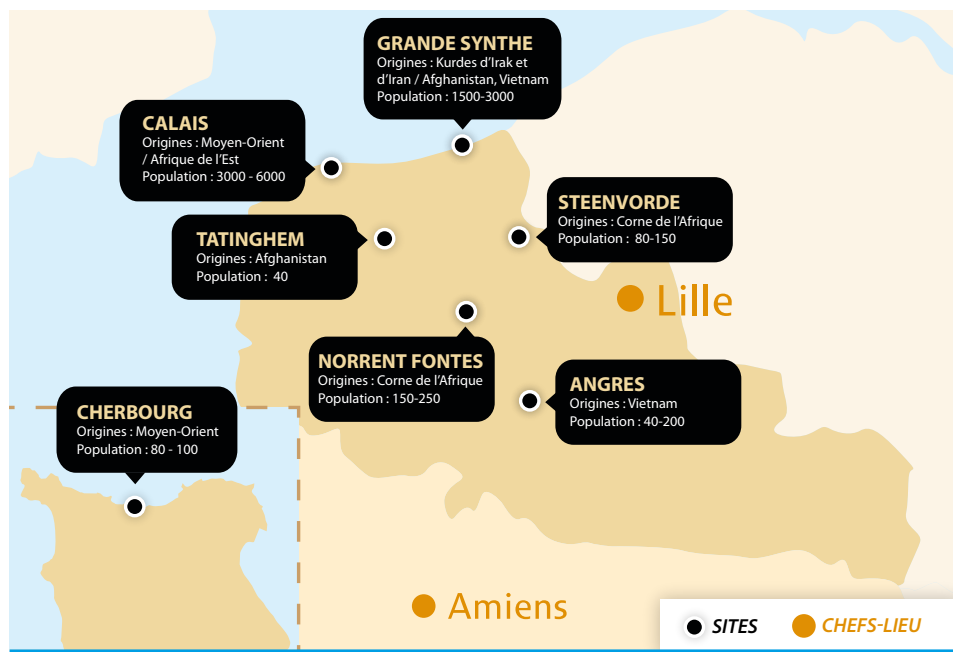 GRANDE SYNTHE
Origines : Kurdes d'Irak et
d'Iran / Afghanistan, Vietnam
Population : 1500-3000
CALAIS
Origines : Moyen-Orient
/ Afrique de l'Est
Population : 3000 - 6000
STEENVORDE
Origines : Corne de l'Afrique
Population : 80-150
TATINGHEM
Origines : Afghanistan
Population : 40
Lille
NORRENT FONTES
Origines : Corne de l'Afrique
Population : 150-250
ANGRES
Origines : Vietnam
Population : 40-200
CHERBOURG
Origines : Moyen-Orient
Population : 80 - 100
Amiens
SITES
CHEFS-LIEU